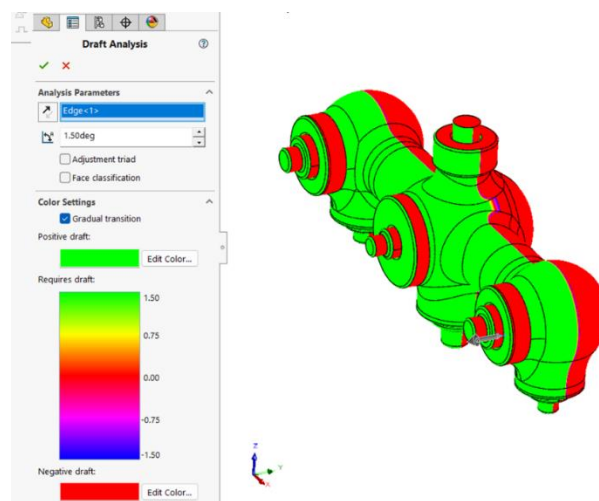 Draft Analysis
Analysis Parameters
Edge<1>
1.50deg
Adjustment triad
Face classification
Color Settings
Gradual transition
Positive draft:
Edit Color...
Requires draft:
1.50
0.75
0.00
-0.75
-1.50
Negative draft:
Edit Color...
Z
Y
X